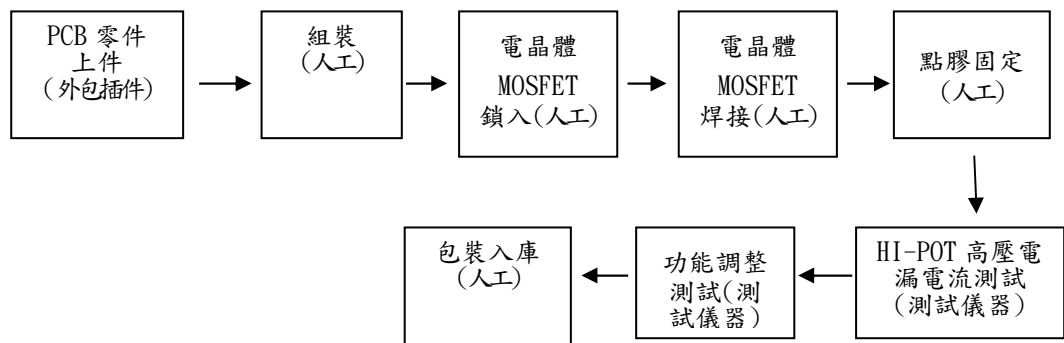 PCB 零件
上件
(外包插件)
組裝
(人工)
電晶體
MOSFET
鎖入(人工)
電晶體
MOSFET
焊接(人工)
點膠固定
(人工)
HI-POT 高壓電
漏電流測試
(測試儀器)
功能調整
測試(測
試儀器)
包裝入庫
(人工)